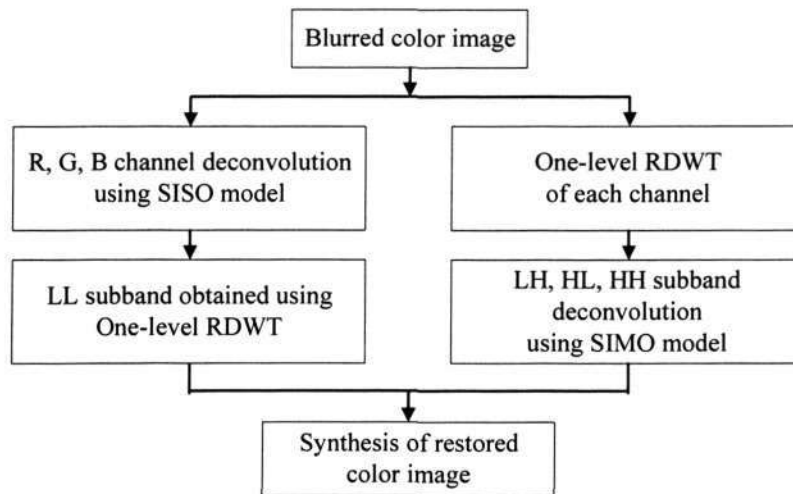 Blurred color image
R, G, B channel deconvolution
using SISO model
One-level RDWT
of each channel
LL subband obtained using
One-level RDWT
LH, HL, HH subband
deconvolution
using SIMO model
Synthesis of restored
color image